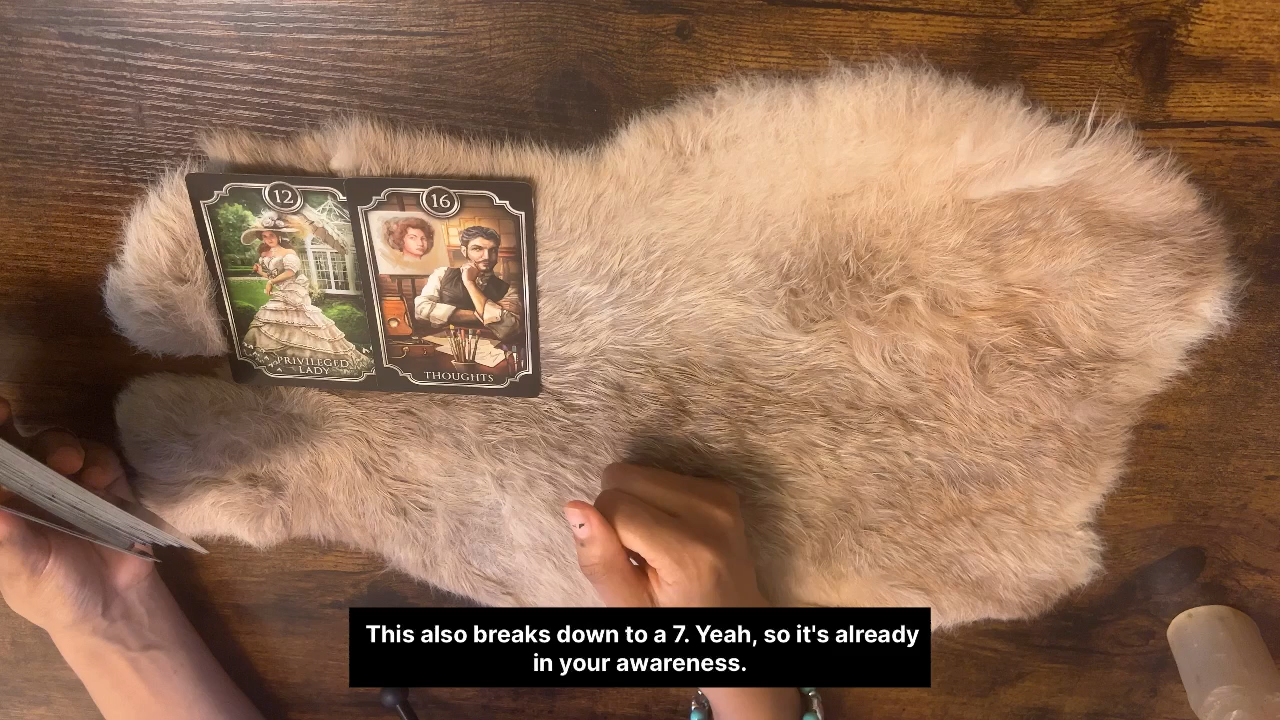 12
PRIVILEGED
LADY
16
THOUGHTS
This also breaks down to a 7. Yeah, so it's already
in your awareness.